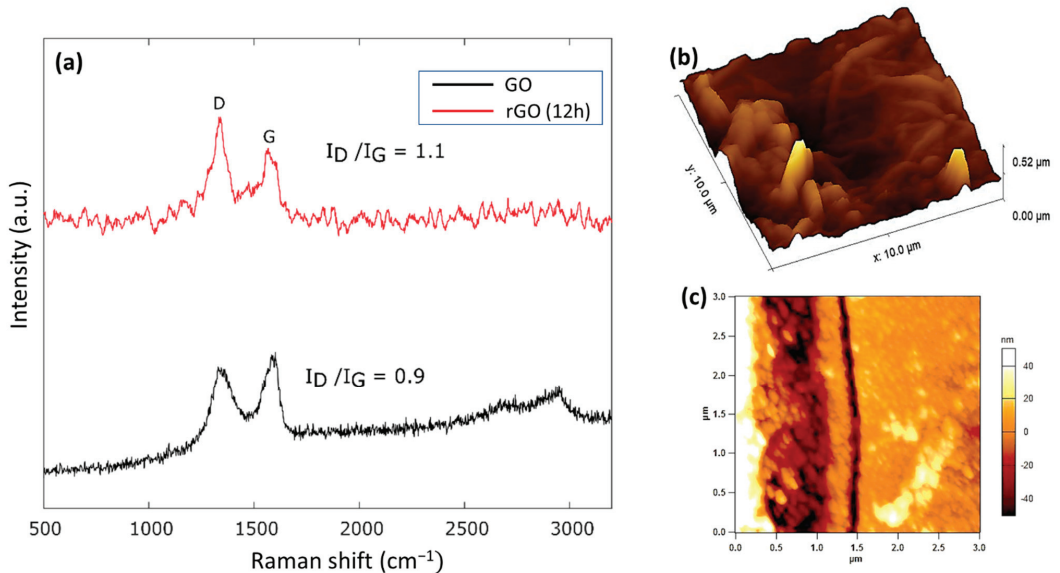 (a)
GO
rGO (12h)
D
G
I_D /I_G = 1.1
I_D /I_G = 0.9
Intensity (a.u.)
500 1000 1500 2000 2500 3000
Raman shift (cm⁻¹)
(b)
y: 10.0 µm
x: 10.0 µm
0.52 µm
0.00 µm
(c)
3.0
2.5
2.0
1.5
1.0
0.5
0.0
µm
0.0 0.5 1.0 1.5 2.0 2.5 3.0
µm
nm
40
20
0
-20
-40